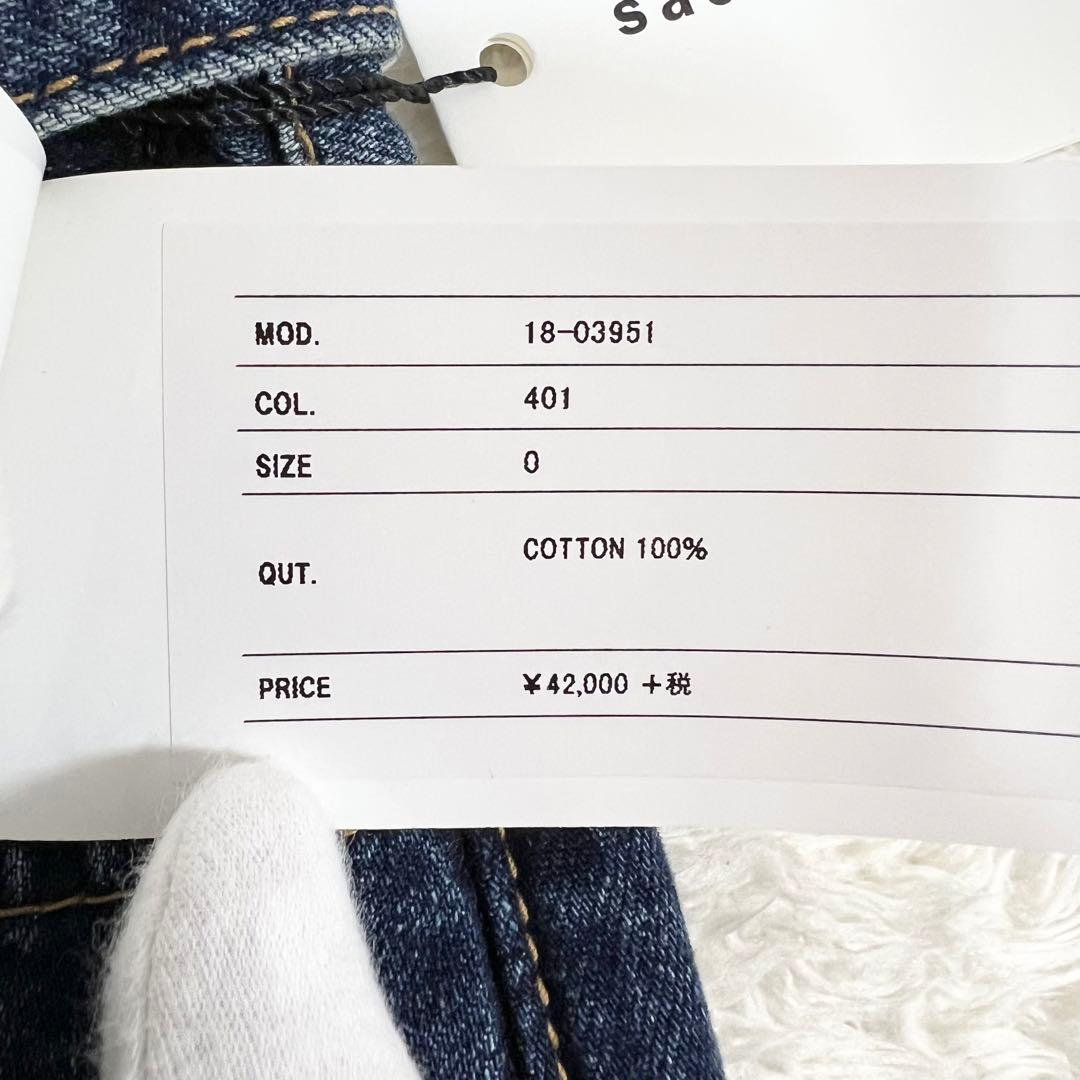 MOD. 18-03951
COL. 401
SIZE 0
QUT. COTTON 100%
PRICE ¥42,000 +税